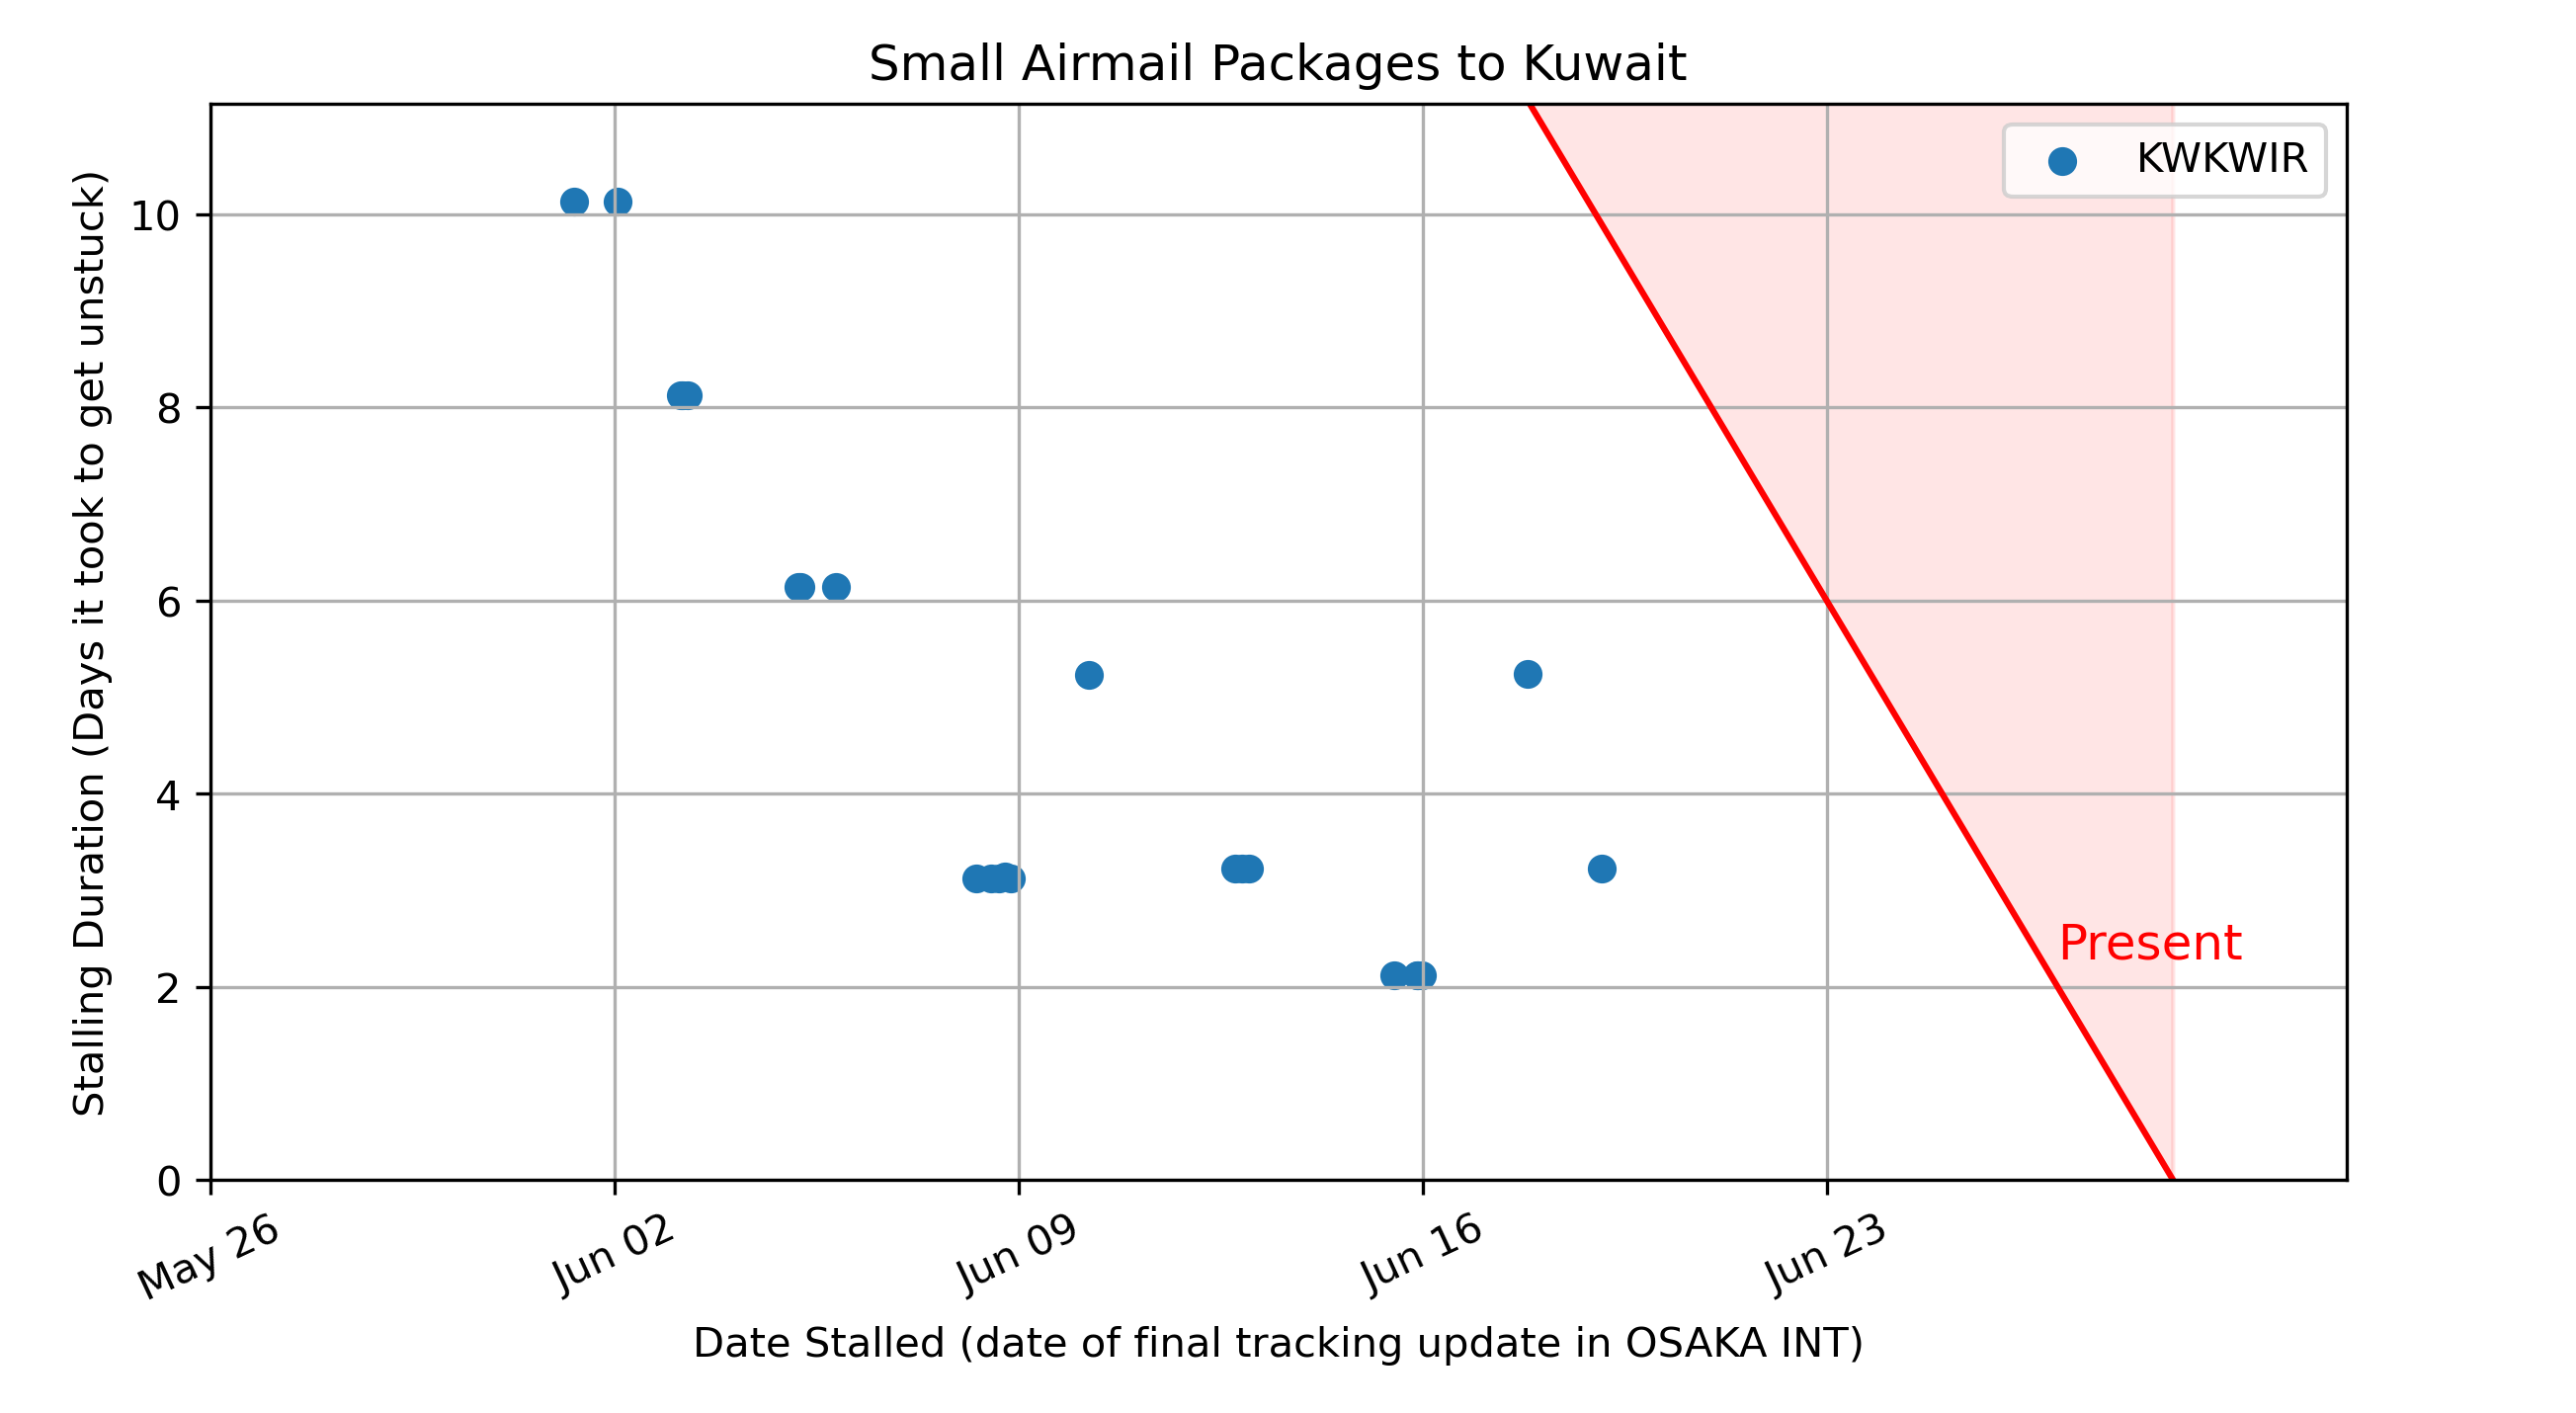 Small Airmail Packages to Kuwait
KWKWIR
Stalling Duration (Days it took to get unstuck)
10
8
6
4
2
0
Present
May 26
Jun 02
Jun 09
Jun 16
Jun 23
Date Stalled (date of final tracking update in OSAKA INT)